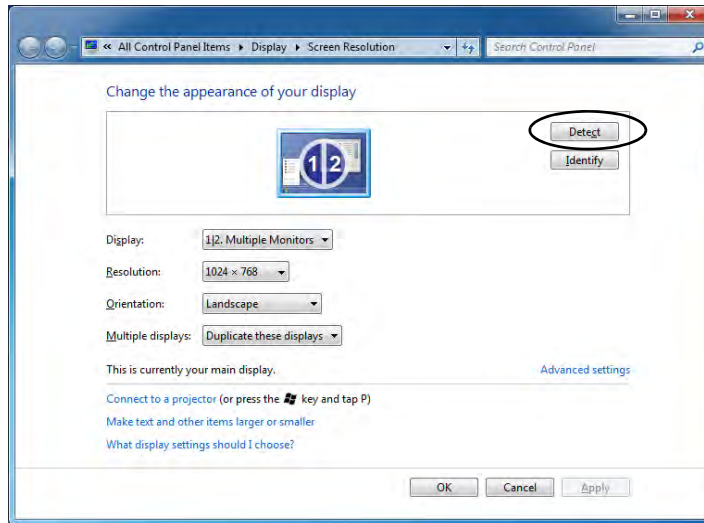 « All Control Panel Items ▸ Display ▸ Screen Resolution Search Control Panel
Change the appearance of your display
1|2
Detect
Identify
Display: 1|2. Multiple Monitors
Resolution: 1024 × 768
Orientation: Landscape
Multiple displays: Duplicate these displays
This is currently your main display. Advanced settings
Connect to a projector (or press the key and tap P)
Make text and other items larger or smaller
What display settings should I choose?
OK Cancel Apply